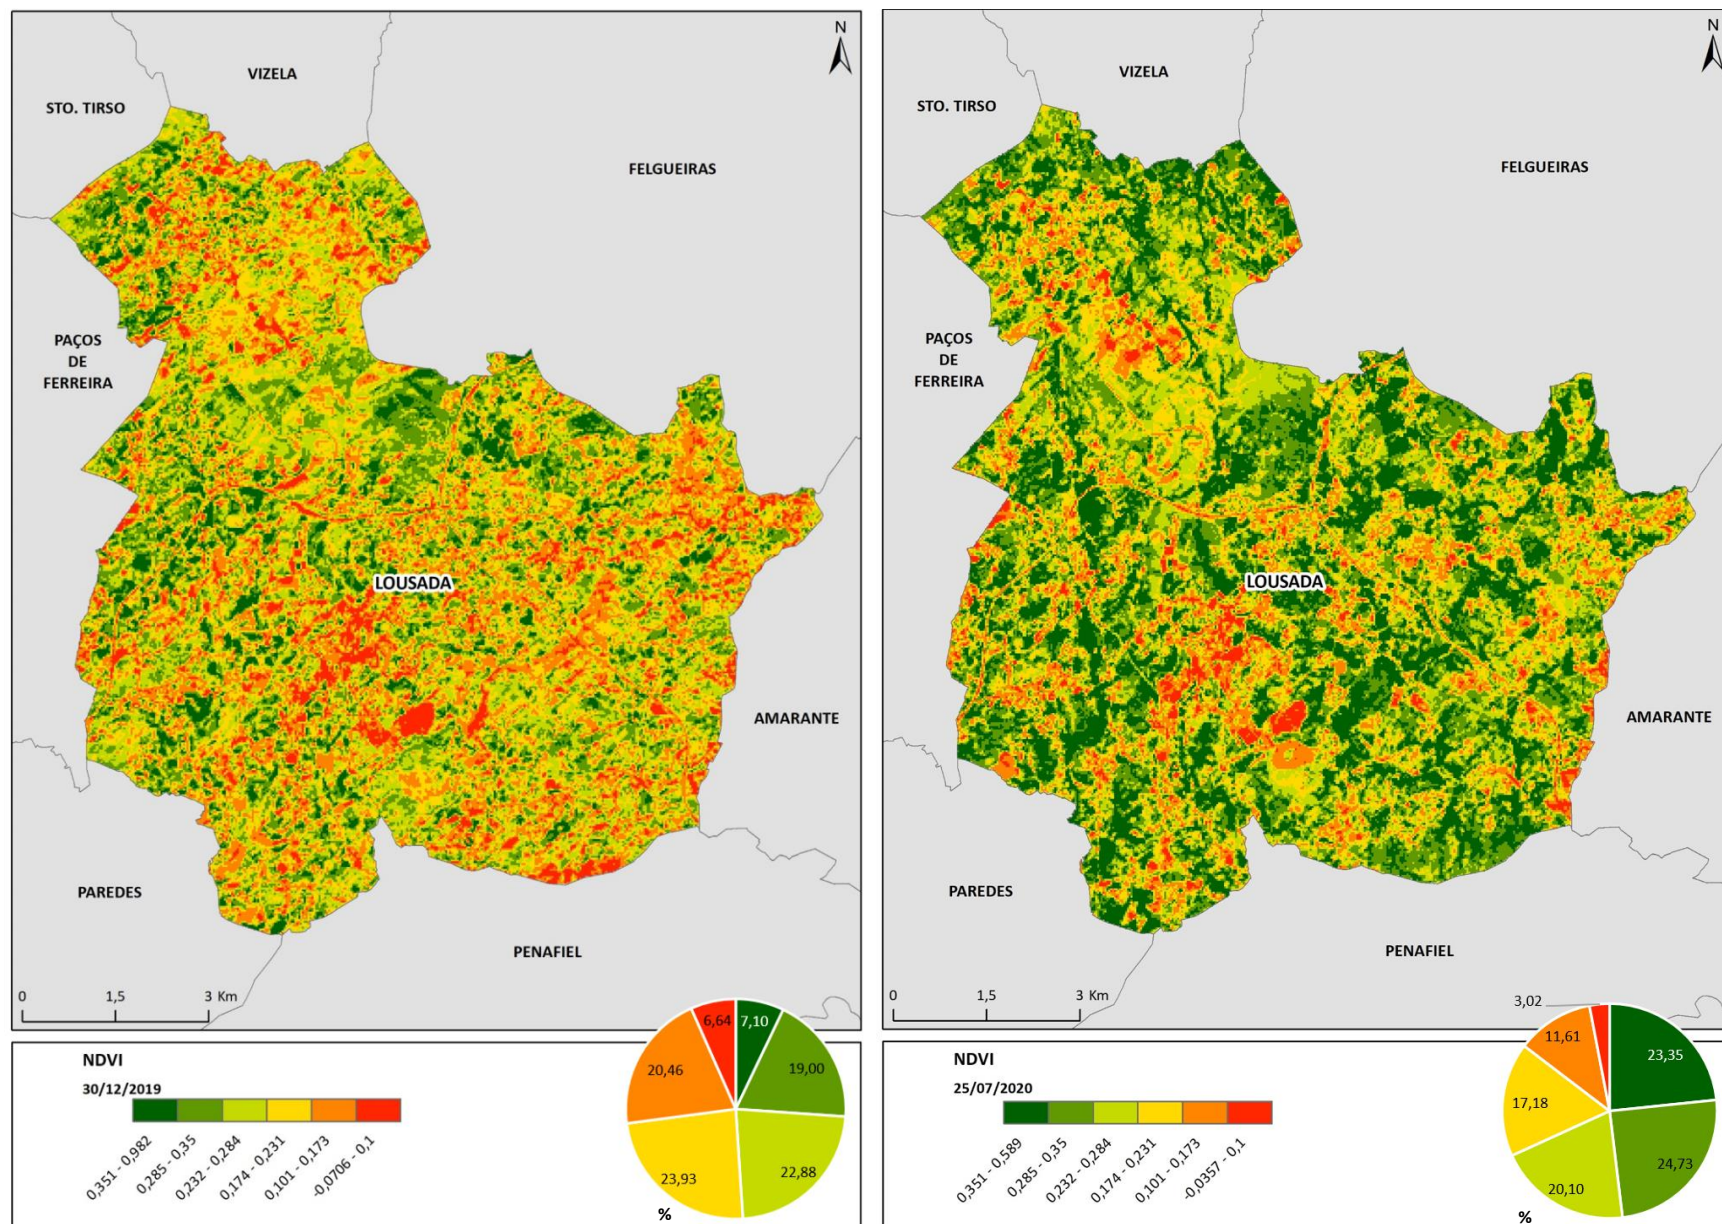 N
VIZELA
STO. TIRSO
FELGUEIRAS
PAÇOS
DE
FERREIRA
LOUSADA
AMARANTE
PAREDES
PENAFIEL
0 1,5 3 Km
NDVI
30/12/2019
0,351 - 0,982
0,285 - 0,35
0,232 - 0,284
0,174 - 0,231
0,101 - 0,173
-0,0706 - 0,1
6,64
7,10
20,46
19,00
23,93
22,88
%
N
VIZELA
STO. TIRSO
FELGUEIRAS
PAÇOS
DE
FERREIRA
LOUSADA
AMARANTE
PAREDES
PENAFIEL
0 1,5 3 Km
NDVI
25/07/2020
0,351 - 0,589
0,285 - 0,35
0,232 - 0,284
0,174 - 0,231
0,101 - 0,173
-0,0357 - 0,1
3,02
11,61
23,35
17,18
24,73
20,10
%